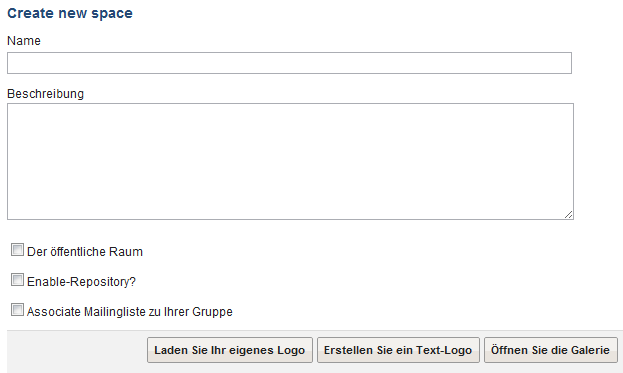 Create new space
Name
Beschreibung
Der öffentliche Raum
Enable-Repository?
Associate Mailingliste zu Ihrer Gruppe
Laden Sie Ihr eigenes Logo Erstellen Sie ein Text-Logo Öffnen Sie die Galerie